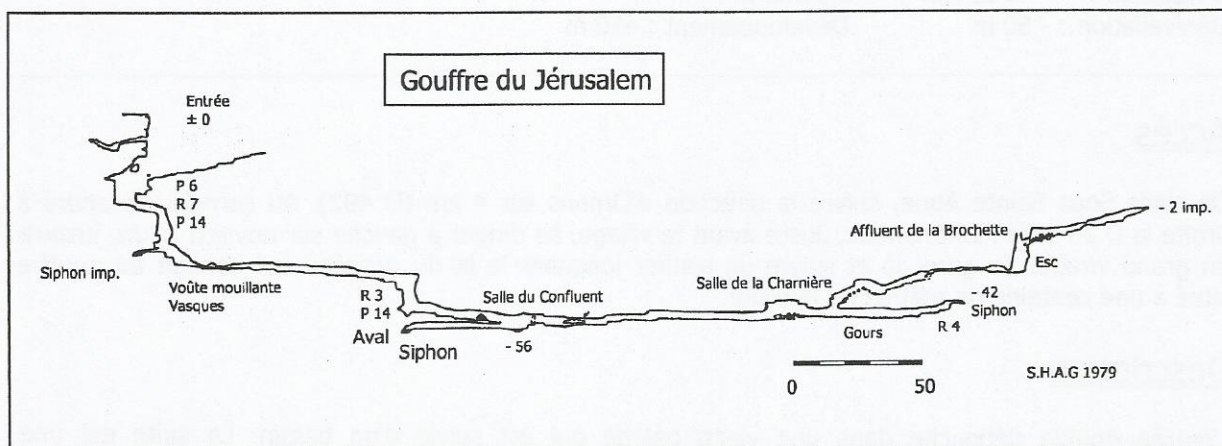 Gouffre du Jérusalem
Entrée
± 0
P 6
R 7
P 14
Siphon imp.
Voûte mouillante
Vasques
R 3
P 14
Aval
Siphon
Salle du Confluent
- 56
Salle de la Charnière
Affluent de la Brochette
- 2 imp.
Esc
- 42
Siphon
R 4
Gours
0 50
S.H.A.G 1979